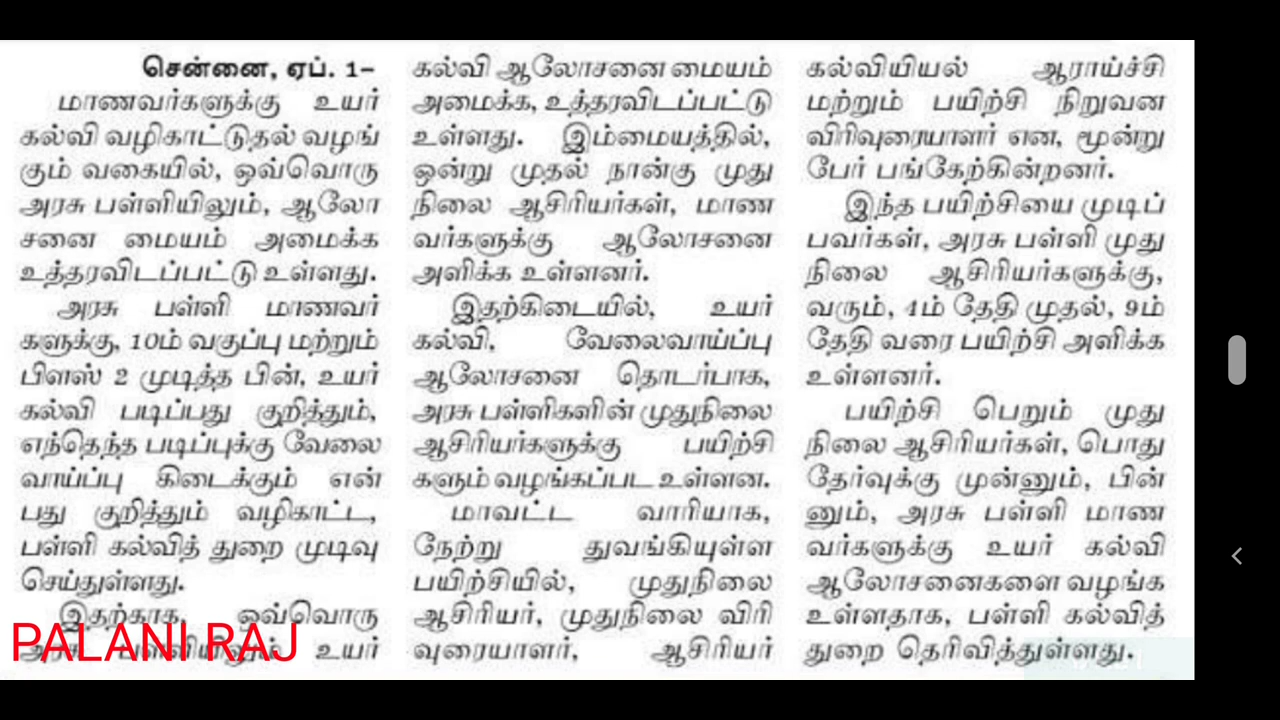 சென்னை, ஏப். 1–
மாணவர்களுக்கு உயர்
கல்வி வழிகாட்டுதல் வழங்
கும் வகையில், ஒவ்வொரு
அரசு பள்ளியிலும், ஆலோ
சனை மையம் அமைக்க
உத்தரவிடப்பட்டு உள்ளது.
அரசு பள்ளி மாணவர்
களுக்கு, 10ம் வகுப்பு மற்றும்
பிளஸ் 2 முடித்த பின், உயர்
கல்வி படிப்பது குறித்தும்,
எந்தெந்த படிப்புக்கு வேலை
வாய்ப்பு கிடைக்கும் என்
பது குறித்தும் வழிகாட்ட,
பள்ளி கல்வித் துறை முடிவு
செய்துள்ளது.
இதற்காக, ஒவ்வொரு
அரசு பள்ளியிலும் உயர்
PALANI RAJ
கல்வி ஆலோசனை மையம்
அமைக்க, உத்தரவிடப்பட்டு
உள்ளது. இம்மையத்தில்,
ஒன்று முதல் நான்கு முது
நிலை ஆசிரியர்கள், மாண
வர்களுக்கு ஆலோசனை
அளிக்க உள்ளனர்.
இதற்கிடையில், உயர்
கல்வி, வேலைவாய்ப்பு
ஆலோசனை தொடர்பாக,
அரசு பள்ளிகளின் முதுநிலை
ஆசிரியர்களுக்கு பயிற்சி
களும் வழங்கப்பட உள்ளன.
மாவட்ட வாரியாக,
நேற்று துவங்கியுள்ள
பயிற்சியில், முதுநிலை
ஆசிரியர், முதுநிலை விரி
வுரையாளர், ஆசிரியர்
கல்வியியல் ஆராய்ச்சி
மற்றும் பயிற்சி நிறுவன
விரிவுரையாளர் என, மூன்று
பேர் பங்கேற்கின்றனர்.
இந்த பயிற்சியை முடிப்
பவர்கள், அரசு பள்ளி முது
நிலை ஆசிரியர்களுக்கு,
வரும், 4ம் தேதி முதல், 9ம்
தேதி வரை பயிற்சி அளிக்க
உள்ளனர்.
பயிற்சி பெறும் முது
நிலை ஆசிரியர்கள், பொது
தேர்வுக்கு முன்னும், பின்
னும், அரசு பள்ளி மாண
வர்களுக்கு உயர் கல்வி
ஆலோசனைகளை வழங்க
உள்ளதாக, பள்ளி கல்வித்
துறை தெரிவித்துள்ளது.